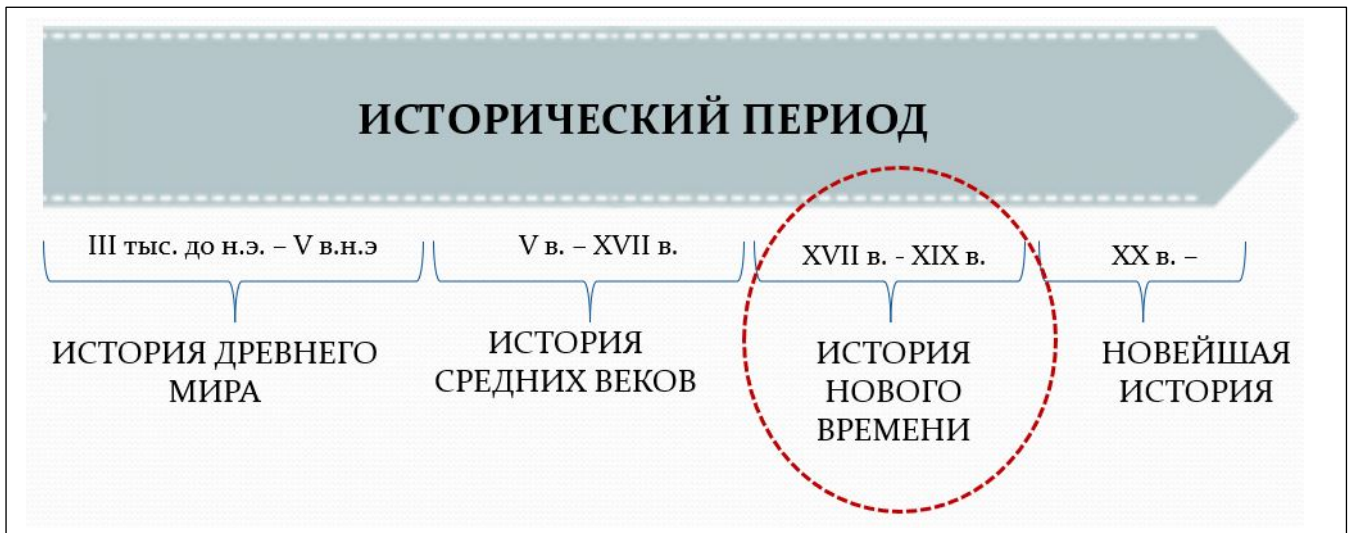 ИСТОРИЧЕСКИЙ ПЕРИОД
III тыс. до н.э. – V в.н.э
V в. – XVII в.
XVII в. - XIX в.
XX в. –
ИСТОРИЯ ДРЕВНЕГО
МИРА
ИСТОРИЯ
СРЕДНИХ ВЕКОВ
ИСТОРИЯ
НОВОГО
ВРЕМЕНИ
НОВЕЙШАЯ
ИСТОРИЯ